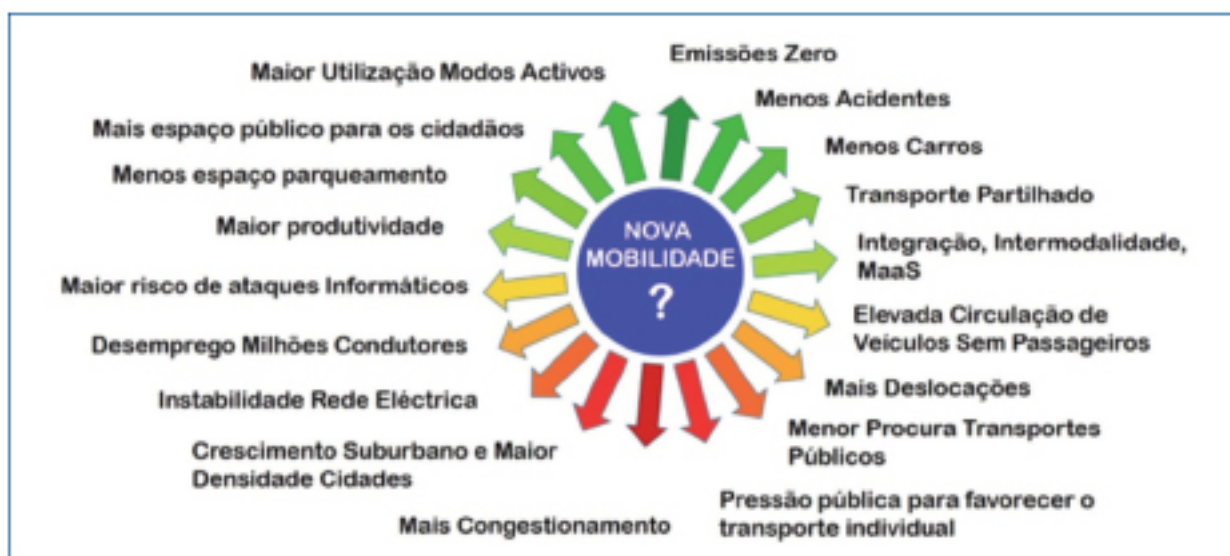 Emissões Zero
Maior Utilização Modos Activos
Menos Acidentes
Mais espaço público para os cidadãos
Menos Carros
Menos espaço parqueamento
Transporte Partilhado
Maior produtividade
NOVA
MOBILIDADE
?
Integração, Intermodalidade,
MaaS
Maior risco de ataques Informáticos
Elevada Circulação de
Veículos Sem Passageiros
Desemprego Milhões Condutores
Mais Deslocações
Instabilidade Rede Eléctrica
Menor Procura Transportes
Públicos
Crescimento Suburbano e Maior
Densidade Cidades
Pressão pública para favorecer o
transporte individual
Mais Congestionamento